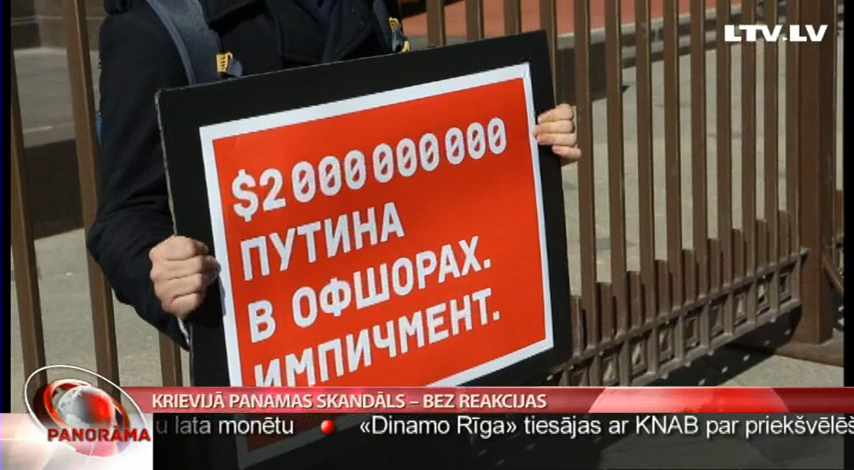 LTV.LV
$2 000 000 000
ПУТИНА
В ОФШОРАХ.
ИМПИЧМЕНТ.
KRIEVIJĀ PANAMAS SKANDĀLS – BEZ REAKCIJAS
PANORĀMA
u lata monētu • «Dinamo Rīga» tiesājas ar KNAB par priekšvēlēš